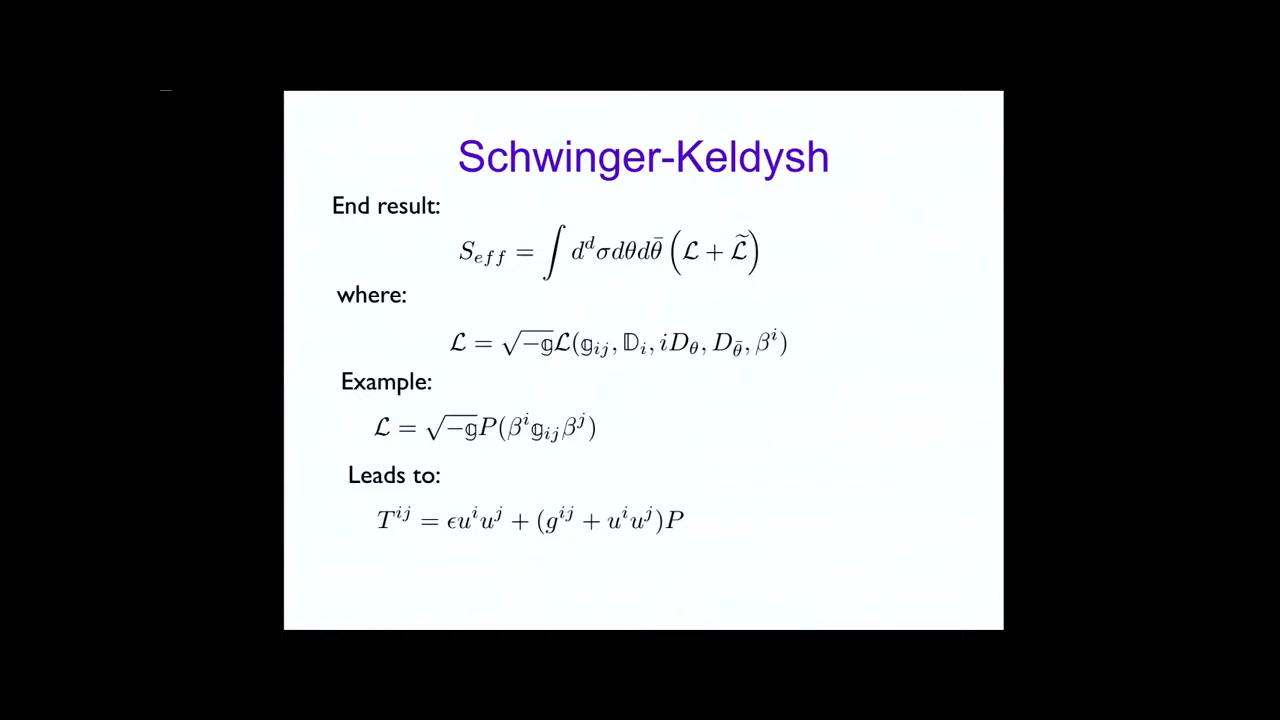 Schwinger-Keldysh
End result:
$S_{eff} = \int d^d\sigma d\theta d\bar{\theta} \left( \mathcal{L} + \widetilde{\mathcal{L}} \right)$
where:
$\mathcal{L} = \sqrt{-\mathbb{g}} \mathcal{L}(\mathbb{g}_{ij}, \mathbb{D}_i, iD_\theta, D_{\bar{\theta}}, \beta^i)$
Example:
$\mathcal{L} = \sqrt{-\mathbb{g}} P(\beta^i \mathbb{g}_{ij} \beta^j)$
Leads to:
$T^{ij} = \epsilon u^i u^j + (g^{ij} + u^i u^j) P$